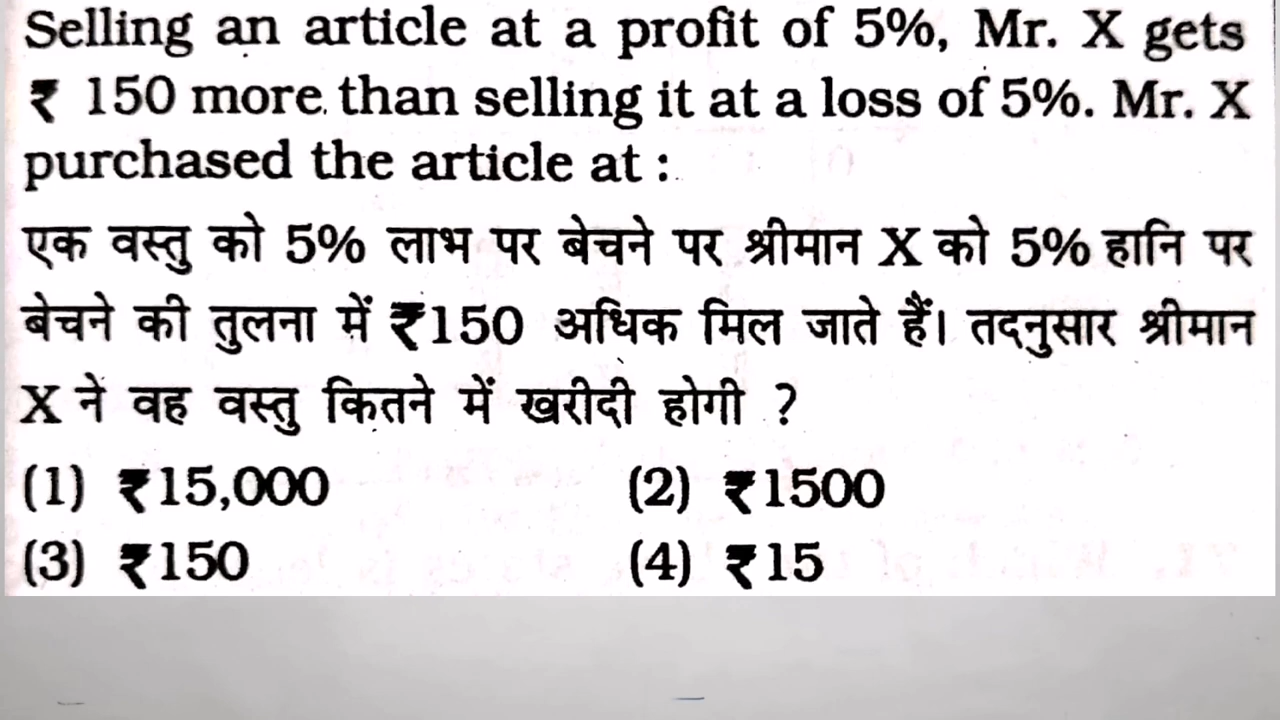 Selling an article at a profit of 5%, Mr. X gets
₹ 150 more than selling it at a loss of 5%. Mr. X
purchased the article at :
एक वस्तु को 5% लाभ पर बेचने पर श्रीमान X को 5% हानि पर
बेचने की तुलना में ₹150 अधिक मिल जाते हैं। तदनुसार श्रीमान
X ने वह वस्तु कितने में खरीदी होगी ?
(1) ₹15,000 (2) ₹1500
(3) ₹150 (4) ₹15